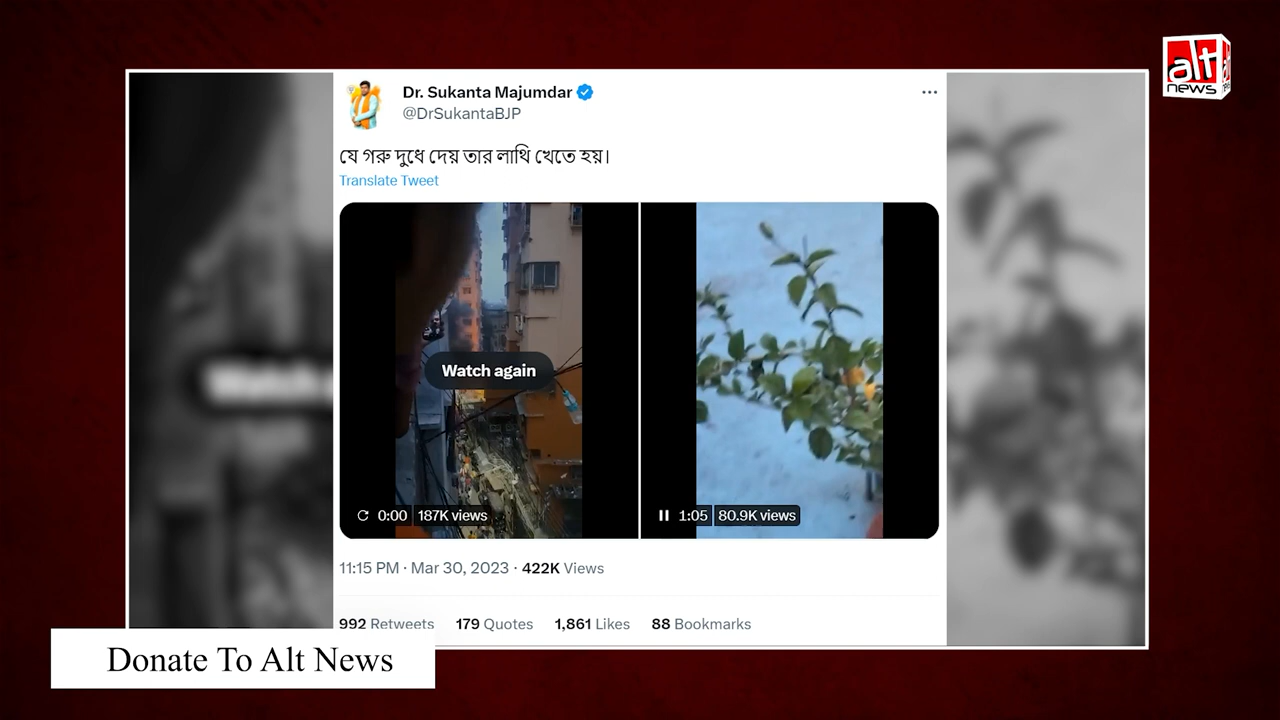 alt
news
Dr. Sukanta Majumdar
@DrSukantaBJP
যে গরু দুধে দেয় তার লাথি খেতে হয়।
Translate Tweet
Watch again
0:00 187K views
1:05 80.9K views
11:15 PM · Mar 30, 2023 · 422K Views
992 Retweets 179 Quotes 1,861 Likes 88 Bookmarks
Donate To Alt News